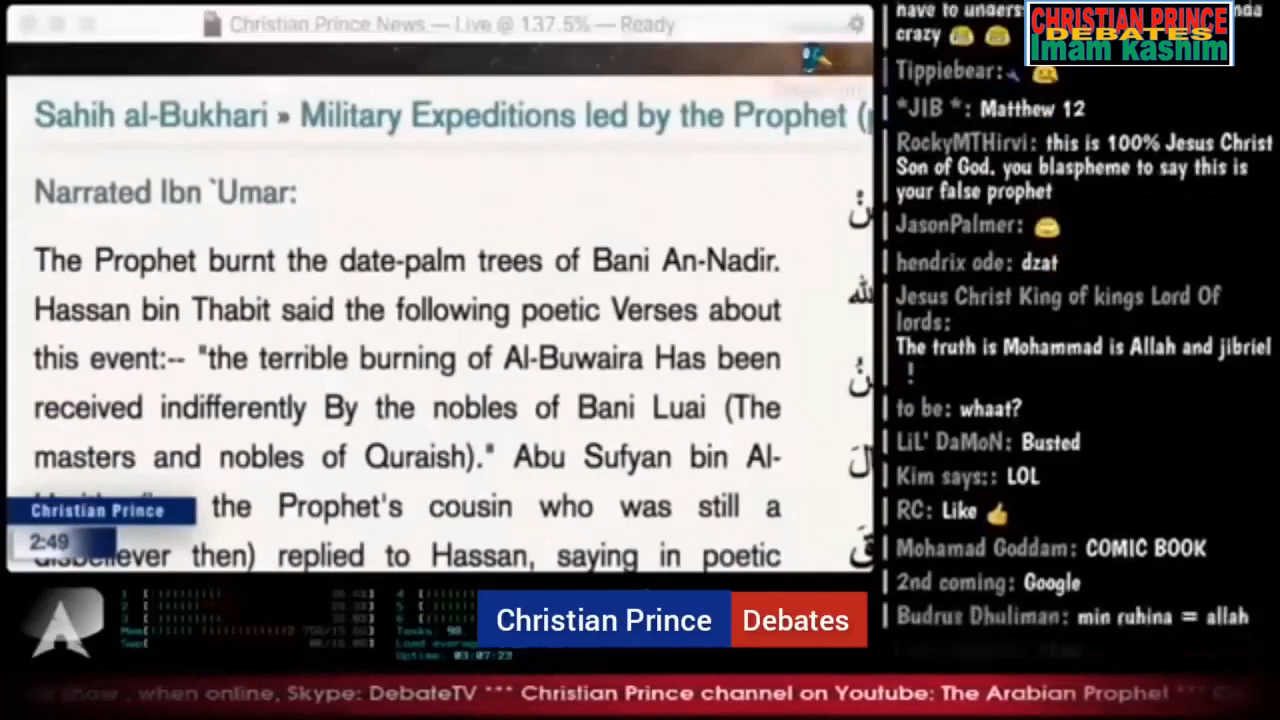 Christian Prince News — Live @ 137.5% — Ready
Sahih al-Bukhari » Military Expeditions led by the Prophet (
Narrated Ibn `Umar:
The Prophet burnt the date-palm trees of Bani An-Nadir.
Hassan bin Thabit said the following poetic Verses about
this event:-- "the terrible burning of Al-Buwaira Has been
received indifferently By the nobles of Bani Luai (The
masters and nobles of Quraish)." Abu Sufyan bin Al-
the Prophet's cousin who was still a
disbeliever then) replied to Hassan, saying in poetic
Christian Prince
2:49
Christian Prince Debates
Uptime: 03:07:23
CHRISTIAN PRINCE
DEBATES
Imam Kashim
have to
crazy
Tippiebear:
*JIB *: Matthew 12
RockyMTHirvi: this is 100% Jesus Christ
Son of God, you blaspheme to say this is
your false prophet
JasonPalmer:
hendrix ode: dzat
Jesus Christ King of kings Lord Of
lords:
The truth is Mohammad is Allah and jibriel
!
to be: whaat?
LiL' DaMoN: Busted
Kim says:: LOL
RC: Like
Mohamad Goddam: COMIC BOOK
2nd coming: Google
Budrus Dhuliman: min ruhina = allah
show , when online, Skype: DebateTV *** Christian Prince channel on Youtube: The Arabian Prophet ***